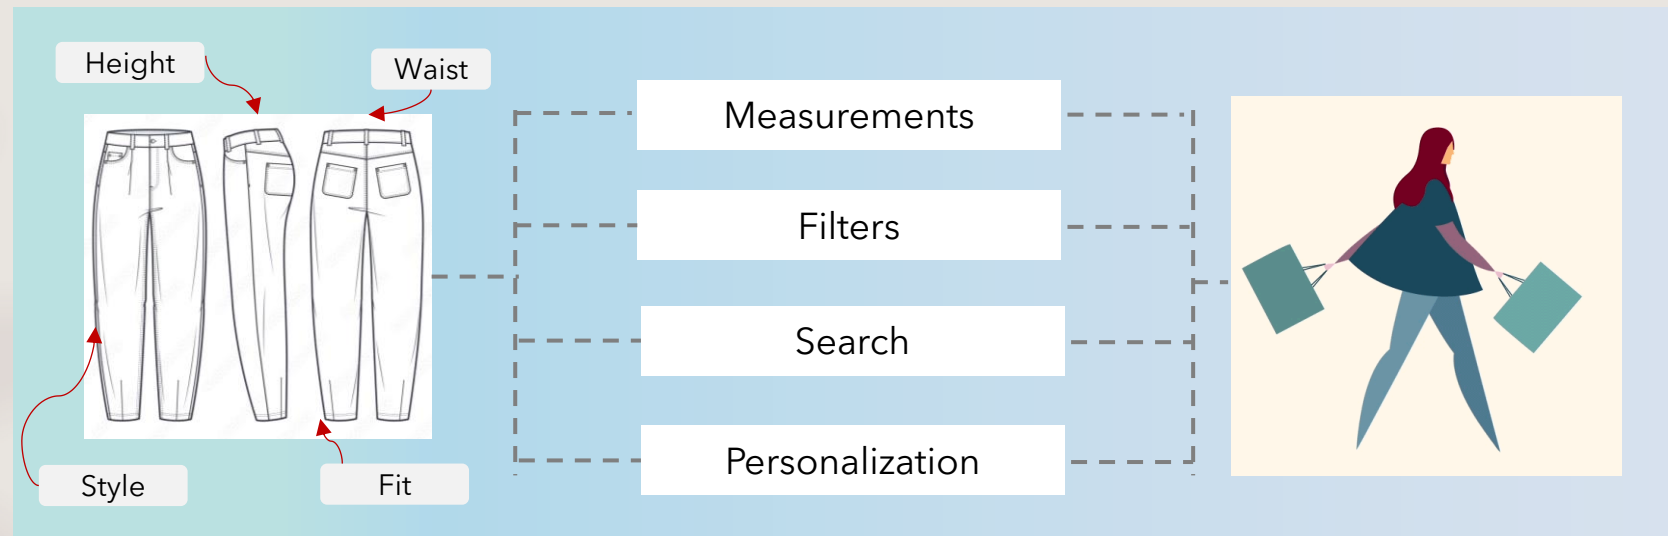 Height
Waist
Style
Fit
Measurements
Filters
Search
Personalization